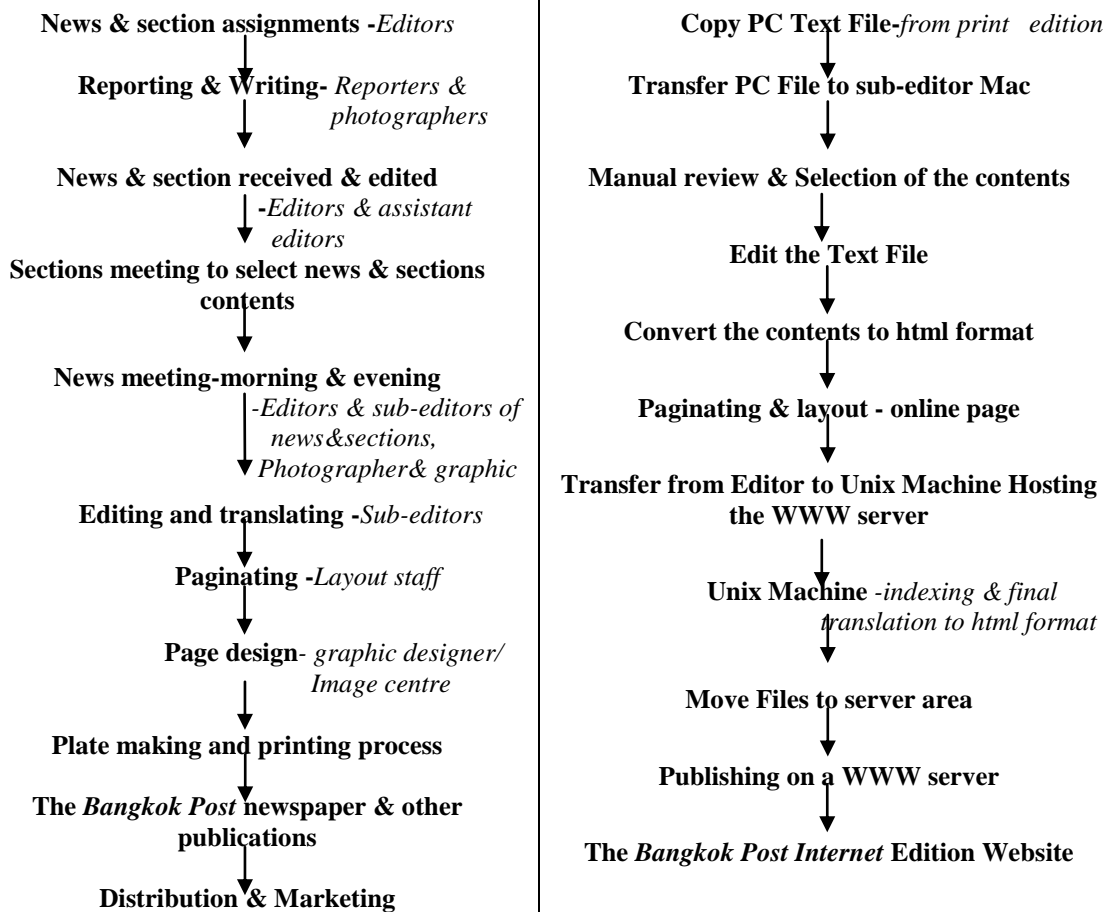 News & section assignments -Editors
Reporting & Writing- Reporters &
photographers
News & section received & edited
-Editors & assistant
editors
Sections meeting to select news & sections
contents
News meeting-morning & evening
-Editors & sub-editors of
news&sections,
Photographer& graphic
Editing and translating -Sub-editors
Paginating -Layout staff
Page design- graphic designer/
Image centre
Plate making and printing process
The Bangkok Post newspaper & other
publications
Distribution & Marketing
Copy PC Text File-from print edition
Transfer PC File to sub-editor Mac
Manual review & Selection of the contents
Edit the Text File
Convert the contents to html format
Paginating & layout - online page
Transfer from Editor to Unix Machine Hosting
the WWW server
Unix Machine -indexing & final
translation to html format
Move Files to server area
Publishing on a WWW server
The Bangkok Post Internet Edition Website